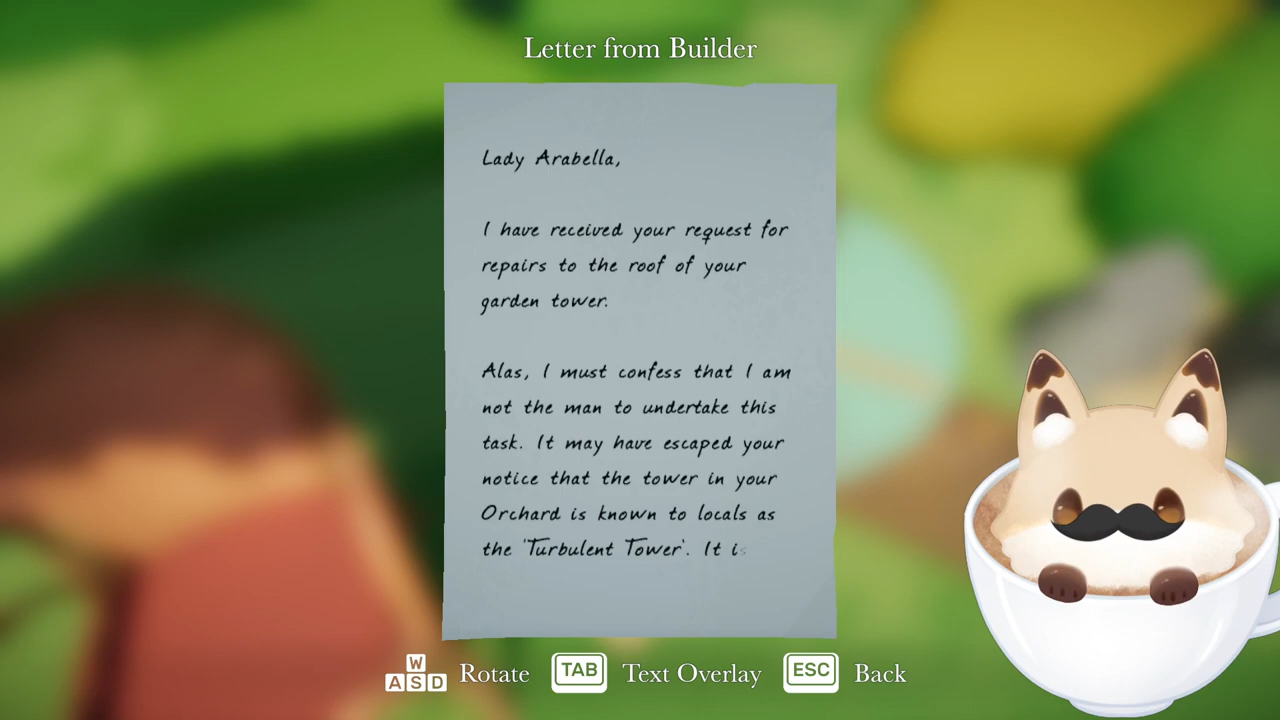 Letter from Builder
Lady Arabella,
I have received your request for
repairs to the roof of your
garden tower.
Alas, I must confess that I am
not the man to undertake this
task. It may have escaped your
notice that the tower in your
Orchard is known to locals as
the 'Turbulent Tower'. It is
W
A S D Rotate TAB Text Overlay ESC Back